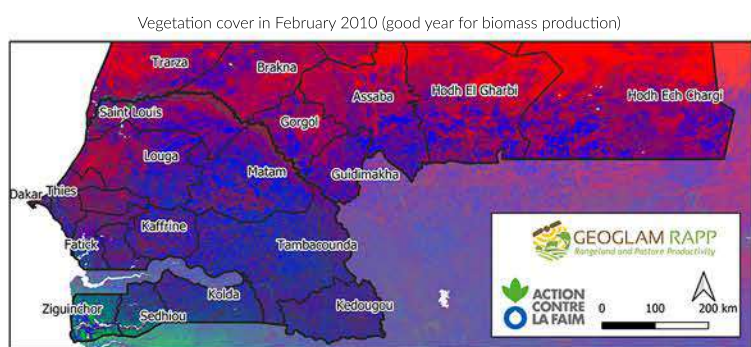 Vegetation cover in February 2010 (good year for biomass production)
Trarza
Brakna
Assaba
Hodh El Gharbi
Hodh Ech Chargi
Saint Louis
Gorgol
Louga
Matam
Guidimakha
Dakar
Thies
Fatick
Kaffrine
Tambacounda
Ziguinchor
Sedhiou
Kolda
Kedougou
GEOGLAM RAPP
Rangeland and Pasture Productivity
ACTION
CONTRE
LA FAIM
0 100 200 km